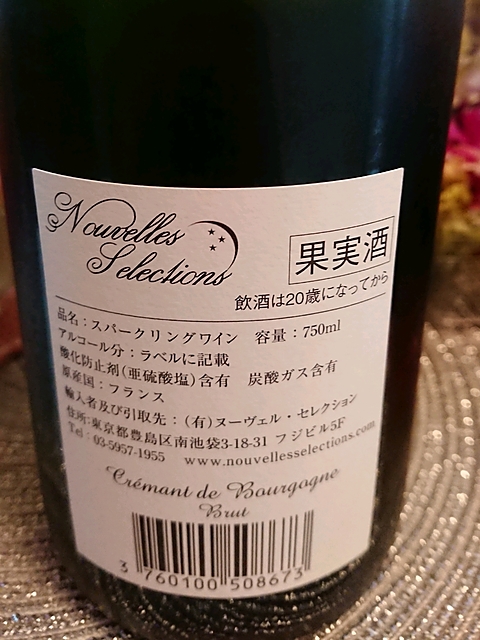 Nouvelles
Selections
果実酒
飲酒は20歳になってから
品名：スパークリングワイン 容量：750ml
アルコール分：ラベルに記載
酸化防止剤(亜硫酸塩)含有 炭酸ガス含有
原産国：フランス
輸入者及び引取先：(有)ヌーヴェル・セレクション
住所:東京都豊島区南池袋3-18-31 フジビル5F
Tel：03-5957-1955 www.nouvellesselections.com
Crémant de Bourgogne
Brut
3 760100 508673